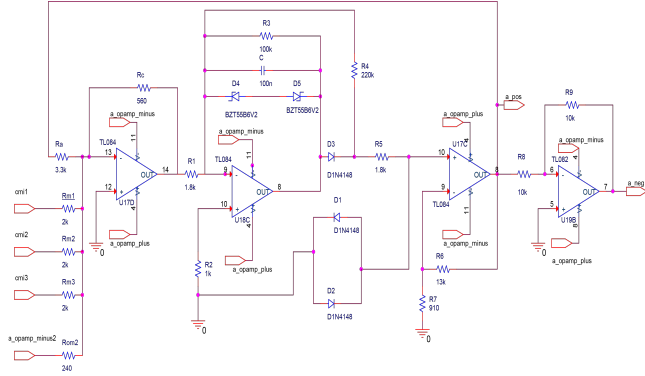 R3
100k
C
100n
D4
D5
BZT55B6V2
BZT55B6V2
R4
220k
Rc
560
a_opamp_minus
a_opamp_minus
a_opamp_plus
a_pos
R9
10k
a_opamp_minus
Ra
3.3k
TL084
13
-
12
+
11
4
OUT
14
U17D
a_opamp_plus
0
R1
1.8k
TL084
9
-
10
+
11
4
OUT
8
U18C
a_opamp_plus
R2
1k
0
D3
D1N4148
R5
1.8k
D1
D1N4148
D2
D1N4148
U17C
10
+
9
-
4
11
OUT
8
TL084
a_opamp_minus
R6
13k
R7
910
0
R8
10k
TL082
6
-
5
+
4
8
OUT
7
U19B
a_neg
a_opamp_plus
0
cmi1
Rm1
2k
cmi2
Rm2
2k
cmi3
Rm3
2k
a_opamp_minus2
Rom2
240